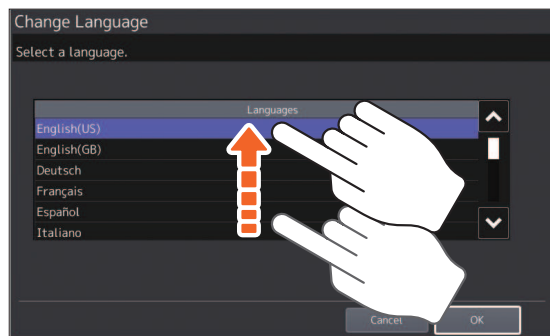 Change Language
Select a language.
Languages
English(US)
English(GB)
Deutsch
Français
Español
Italiano
Cancel
OK